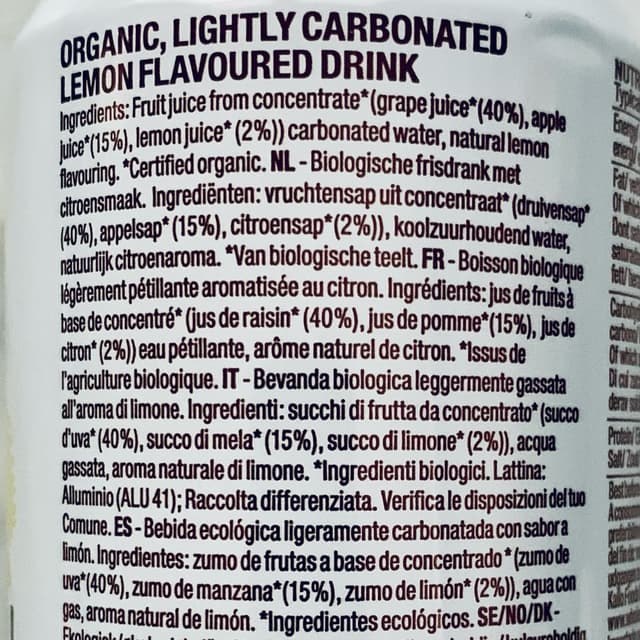 ORGANIC, LIGHTLY CARBONATED
LEMON FLAVOURED DRINK
Ingredients: Fruit juice from concentrate* (grape juice* (40%), apple
juice* (15%), lemon juice* (2%)) carbonated water, natural lemon
flavouring. *Certified organic. NL - Biologische frisdrank met
citroensmaak. Ingrediënten: vruchtensap uit concentraat* (druivensap*
(40%), appelsap* (15%), citroensap* (2%)), koolzuurhoudend water,
natuurlijk citroenaroma. *Van biologische teelt. FR - Boisson biologique
légèrement pétillante aromatisée au citron. Ingrédients: jus de fruits à
base de concentré* (jus de raisin* (40%), jus de pomme* (15%), jus de
citron* (2%)) eau pétillante, arôme naturel de citron. *Issus de
l'agriculture biologique. IT - Bevanda biologica leggermente gassata
all'aroma di limone. Ingredienti: succhi di frutta da concentrato* (succo
d'uva* (40%), succo di mela* (15%), succo di limone* (2%)), acqua
gassata, aroma naturale di limone. *Ingredienti biologici. Lattina:
Alluminio (ALU 41); Raccolta differenziata. Verifica le disposizioni del tuo
Comune. ES - Bebida ecológica ligeramente carbonatada con sabor a
limón. Ingredientes: zumo de frutas a base de concentrado* (zumo de
uva* (40%), zumo de manzana* (15%), zumo de limón* (2%)), agua con
gas, aroma natural de limón. *Ingredientes ecológicos. SE/NO/DK -